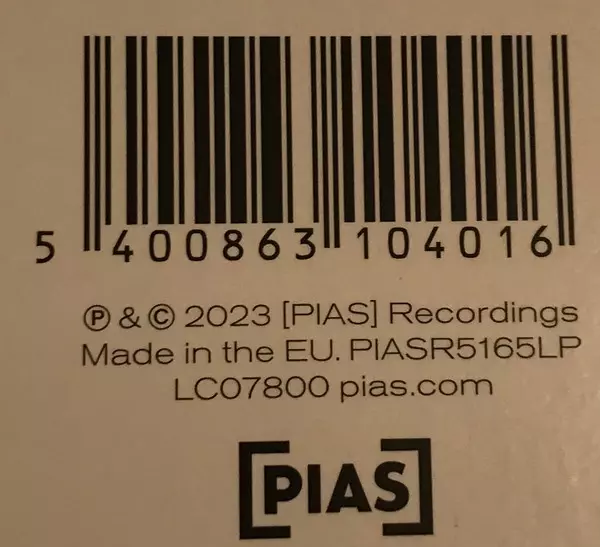 5 400863 104016
℗ & © 2023 [PIAS] Recordings
Made in the EU. PIASR5165LP
LC07800 pias.com
[PIAS]